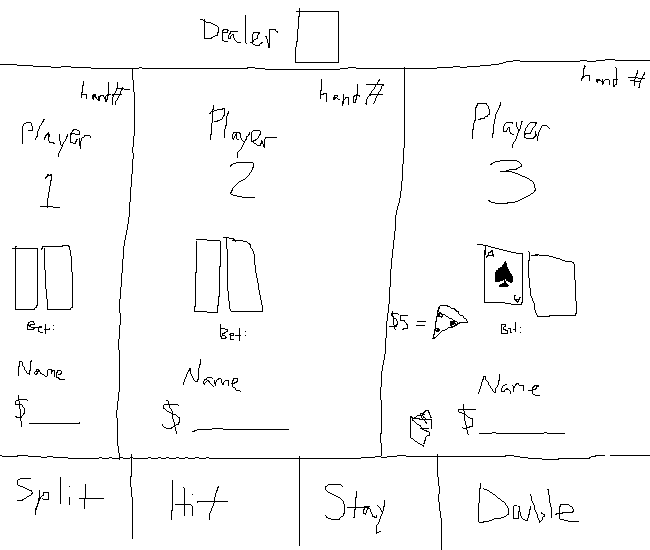 Dealer
hand#
hand#
hand #
Player
1
Player
2
Player
3
A
A
Bet:
Bet:
$5 =
Bet:
Name
$
Name
$
Name
$
Split
Hit
Stay
Double